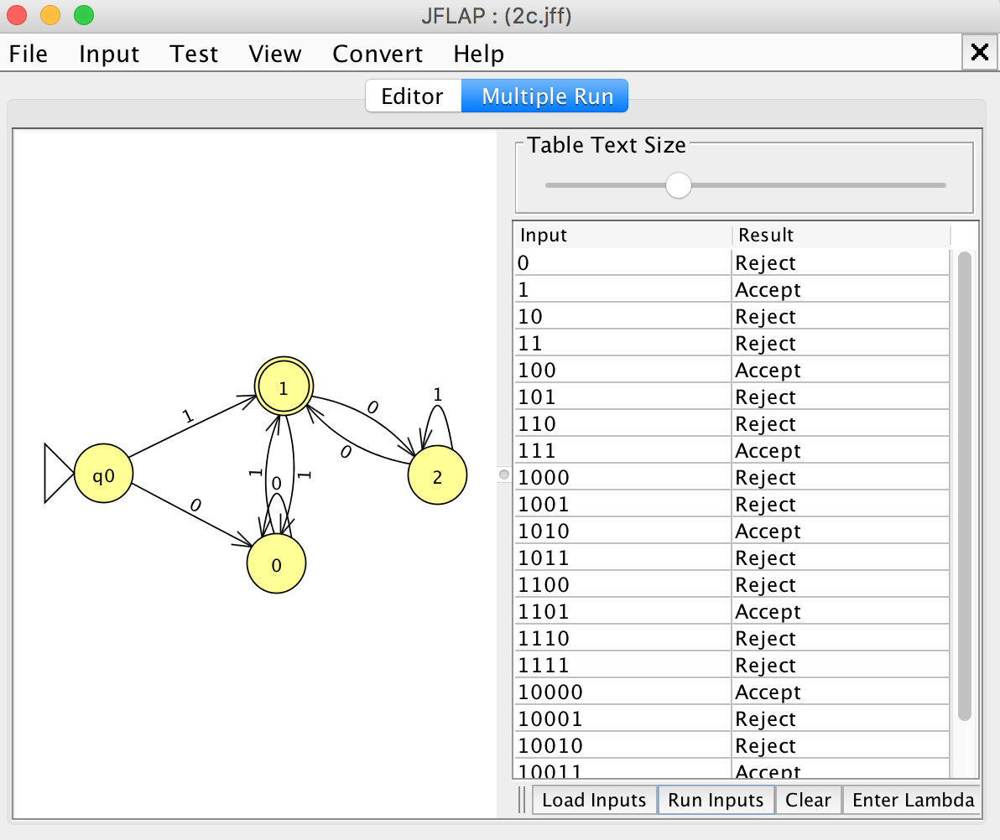 JFLAP : (2c.jff)
File Input Test View Convert Help
Editor Multiple Run
Table Text Size
Input Result
0 Reject
1 Accept
10 Reject
11 Reject
100 Accept
101 Reject
110 Reject
111 Accept
1000 Reject
1001 Reject
1010 Accept
1011 Reject
1100 Reject
1101 Accept
1110 Reject
1111 Reject
10000 Accept
10001 Reject
10010 Reject
10011 Accept
Load Inputs Run Inputs Clear Enter Lambda
1
1
0
1
0
0
q0
2
1
0
1
0
0